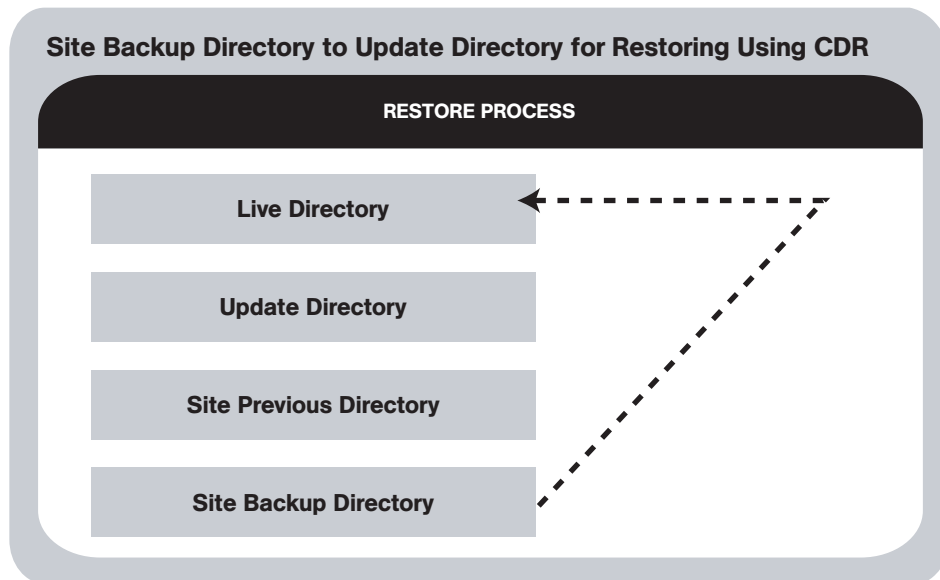 Site Backup Directory to Update Directory for Restoring Using CDR
RESTORE PROCESS
Live Directory
Update Directory
Site Previous Directory
Site Backup Directory